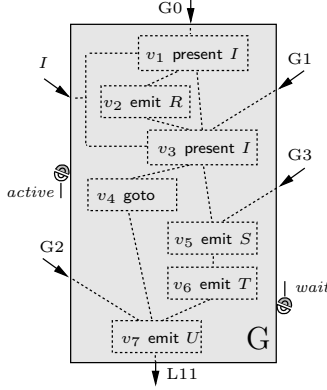 G0
v1 present I
I
G1
v2 emit R
v3 present I
G3
active
v4 goto
v5 emit S
G2
v6 emit T
wait
v7 emit U
G
L11